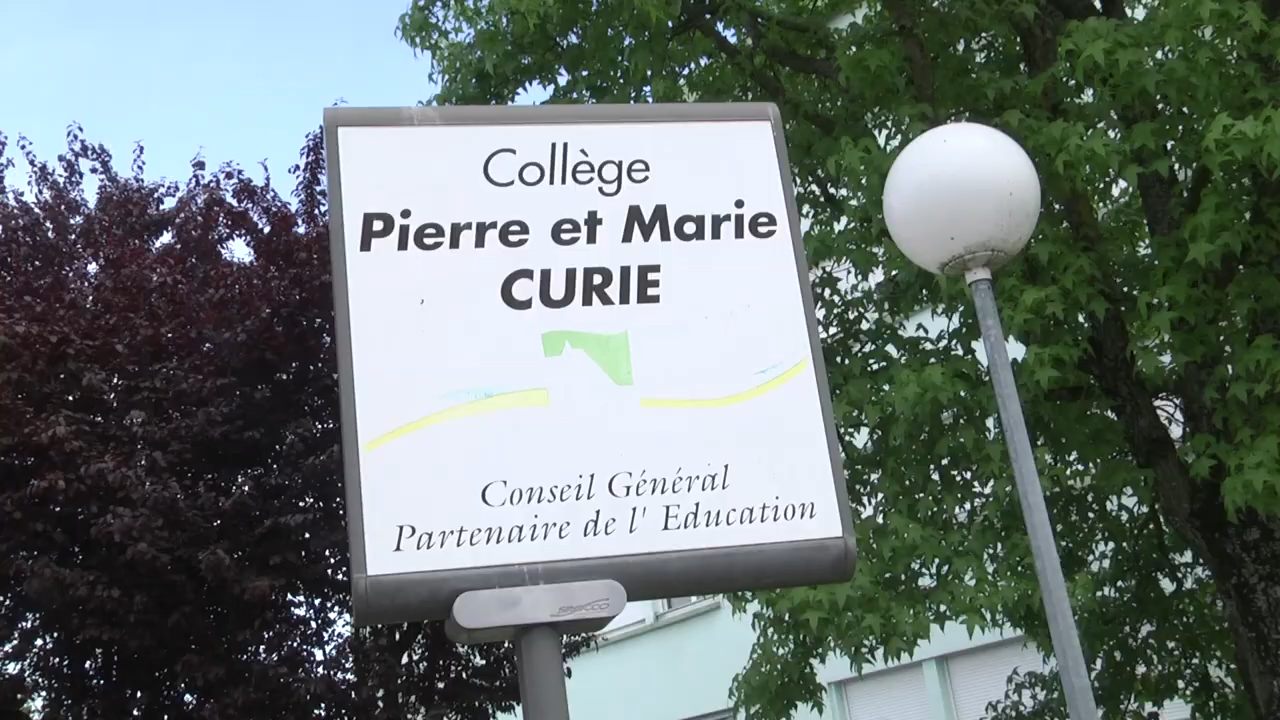 Collège
Pierre et Marie
CURIE
Conseil Général
Partenaire de l' Education